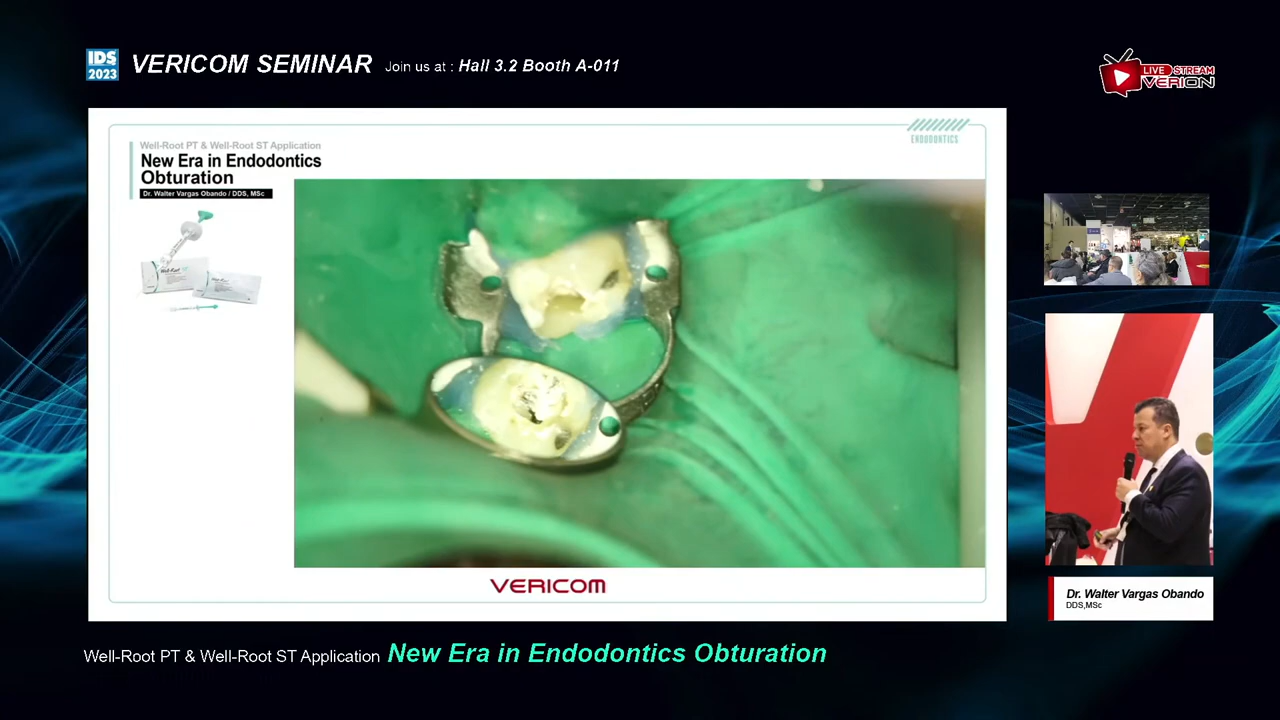 IDS
2023
VERICOM SEMINAR Join us at : Hall 3.2 Booth A-011
LIVE STREAM
VERION
Well-Root PT & Well-Root ST Application
New Era in Endodontics
Obturation
Dr. Walter Vargas Obando / DDS, MSc
ENDODONTICS
Well-Root
VERICOM
Dr. Walter Vargas Obando
DDS,MSc
Well-Root PT & Well-Root ST Application New Era in Endodontics Obturation